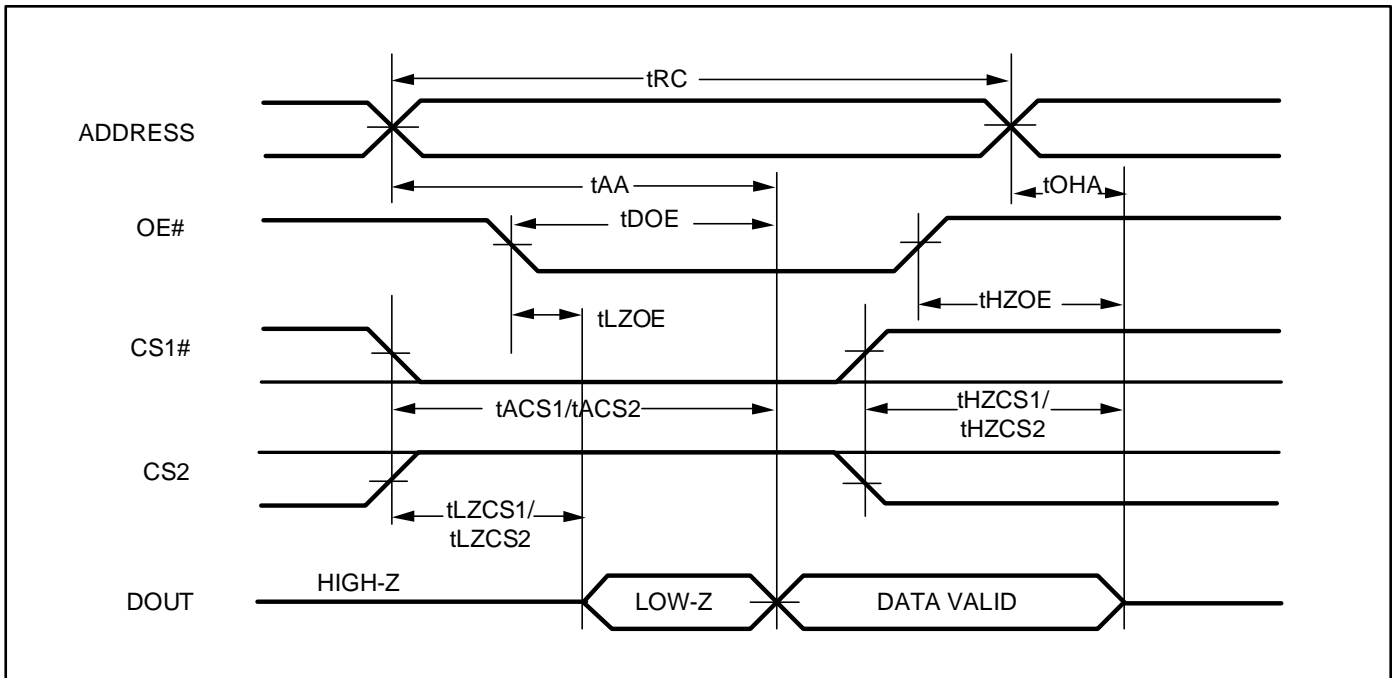 tRC
ADDRESS
tAA
tOHA
OE#
tDOE
tHZOE
tLZOE
CS1#
tACS1/tACS2
tHZCS1/
tHZCS2
CS2
tLZCS1/
tLZCS2
HIGH-Z
DOUT
LOW-Z
DATA VALID